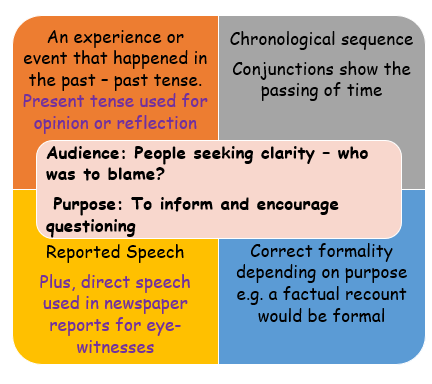 An experience or
event that happened in
the past – past tense.
Present tense used for
opinion or reflection
Chronological sequence
Conjunctions show the
passing of time
Audience: People seeking clarity – who
was to blame?
Purpose: To inform and encourage
questioning
Reported Speech
Plus, direct speech
used in newspaper
reports for eye-
witnesses
Correct formality
depending on purpose
e.g. a factual recount
would be formal